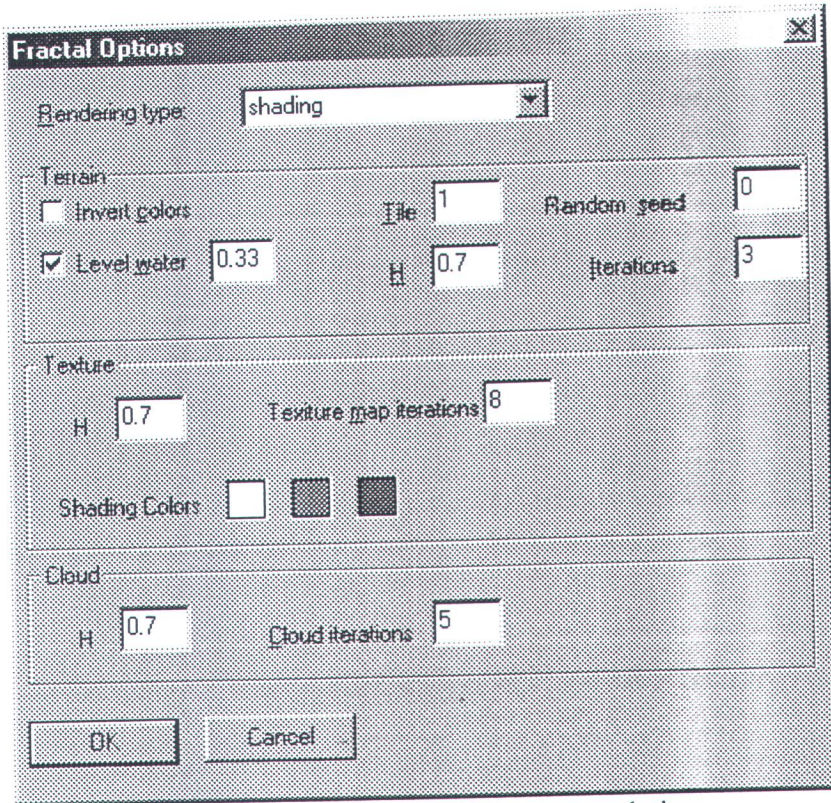 Fractal Options
Rendering type: shading
Terrain
Invert colors Tile 1 Random seed 0
Level water 0.33 H 0.7 Iterations 3
Texture
H 0.7 Texiture map iterations 8
Shading Colors
Cloud
H 0.7 Cloud iterations 5
OK Cancel